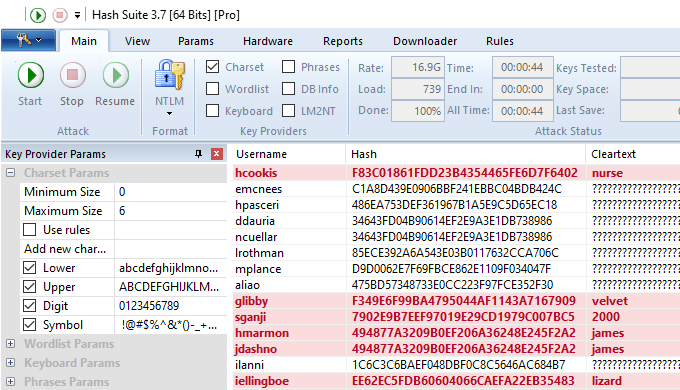 Hash Suite 3.7 [64 Bits] [Pro]
Main View Params Hardware Reports Downloader Rules
Start Stop Resume
Attack
NTLM
Format
Charset Phrases
Wordlist DB Info
Keyboard LM2NT
Key Providers
Rate: 16.9G Time: 00:00:44 Keys Tested:
Load: 739 End In: 00:00:00 Key Space:
Done: 100% All Time: 00:00:44 Last Save:
Attack Status
Key Provider Params
Charset Params
Minimum Size 0
Maximum Size 6
Use rules
Add new char...
Lower abcdefghijklmno...
Upper ABCDEFGHIJKLM...
Digit 0123456789
Symbol !@#$%^&*()-_+...
Wordlist Params
Keyboard Params
Phrases Params
Username Hash Cleartext
hcookis F83C01861FDD23B4354465FE6D7F6402 nurse
emcnees C1A8D439E0906BBF241EBBC04BDB424C ??????????????????
hpasceri 486EA753DEF361967B1A5E9C5D65EC18 ??????????????????
ddauria 34643FD04B90614EF2E9A3E1DB738986 ??????????????????
ncuellar 34643FD04B90614EF2E9A3E1DB738986 ??????????????????
lrothman 85ECE392A6A543E03B0117632CCA706C ??????????????????
mplance D9D0062E7F69FBCE862E1109F034047F ??????????????????
aliao 475BD57348733E0CC223F97FCE352F30 ??????????????????
glibby F349E6F99BA4795044AF1143A7167909 velvet
sganji 7902E9B7EEF97019E29CD1979C007BC5 2000
hmarmon 494877A3209B0EF206A36248E245F2A2 james
jdashno 494877A3209B0EF206A36248E245F2A2 james
ilanni 1C6C3C6BAEF048DBF0C8C5646AC684B7 ??????????????????
iellingboe EE62EC5FDB60604066CAEFA22EB35483 lizard